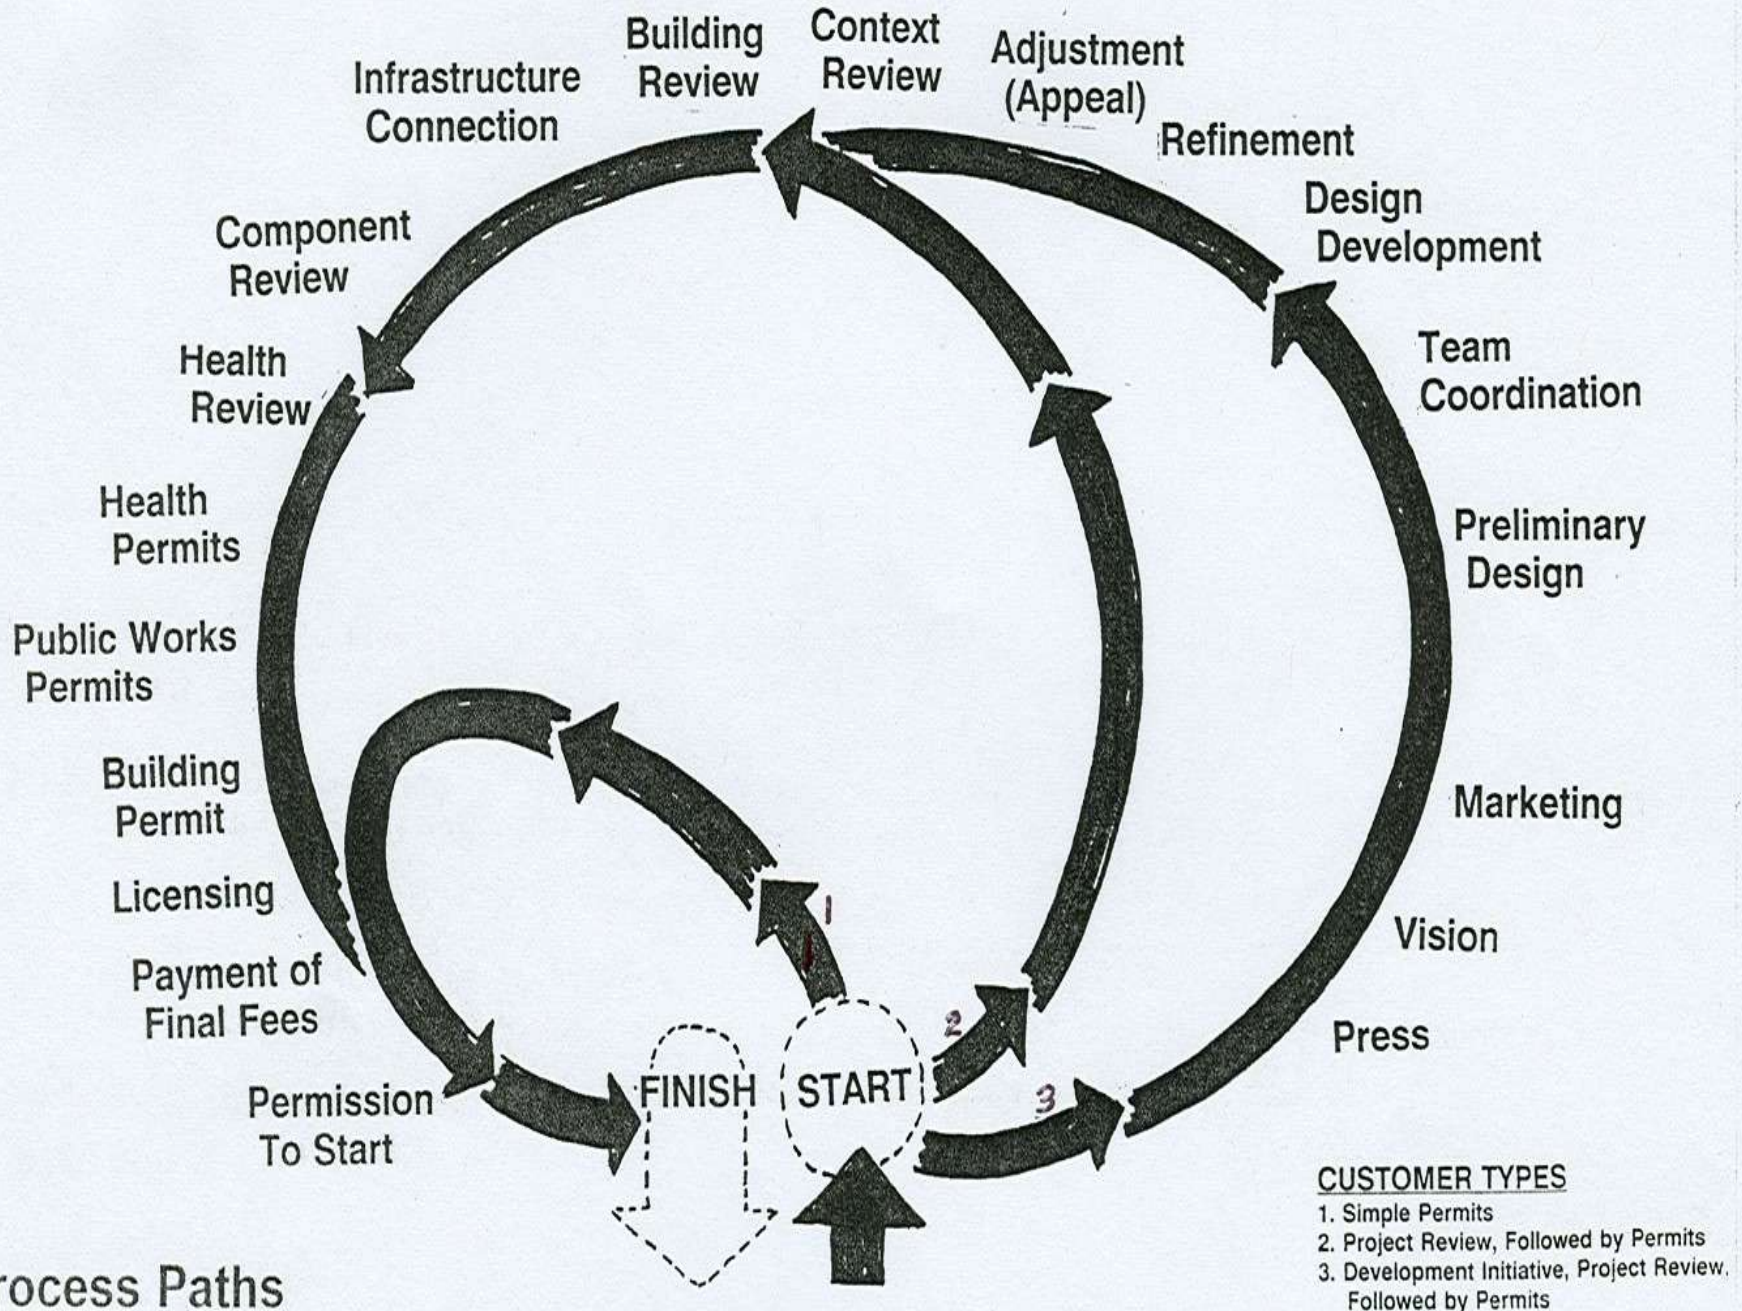 Building
Review
Context
Review
Adjustment
(Appeal)
Refinement
Design
Development
Team
Coordination
Preliminary
Design
Marketing
Vision
Press
Infrastructure
Connection
Component
Review
Health
Review
Health
Permits
Public Works
Permits
Building
Permit
Licensing
Payment of
Final Fees
Permission
To Start
FINISH
START
1
2
3
CUSTOMER TYPES
1. Simple Permits
2. Project Review, Followed by Permits
3. Development Initiative, Project Review,
Followed by Permits
rocess Paths